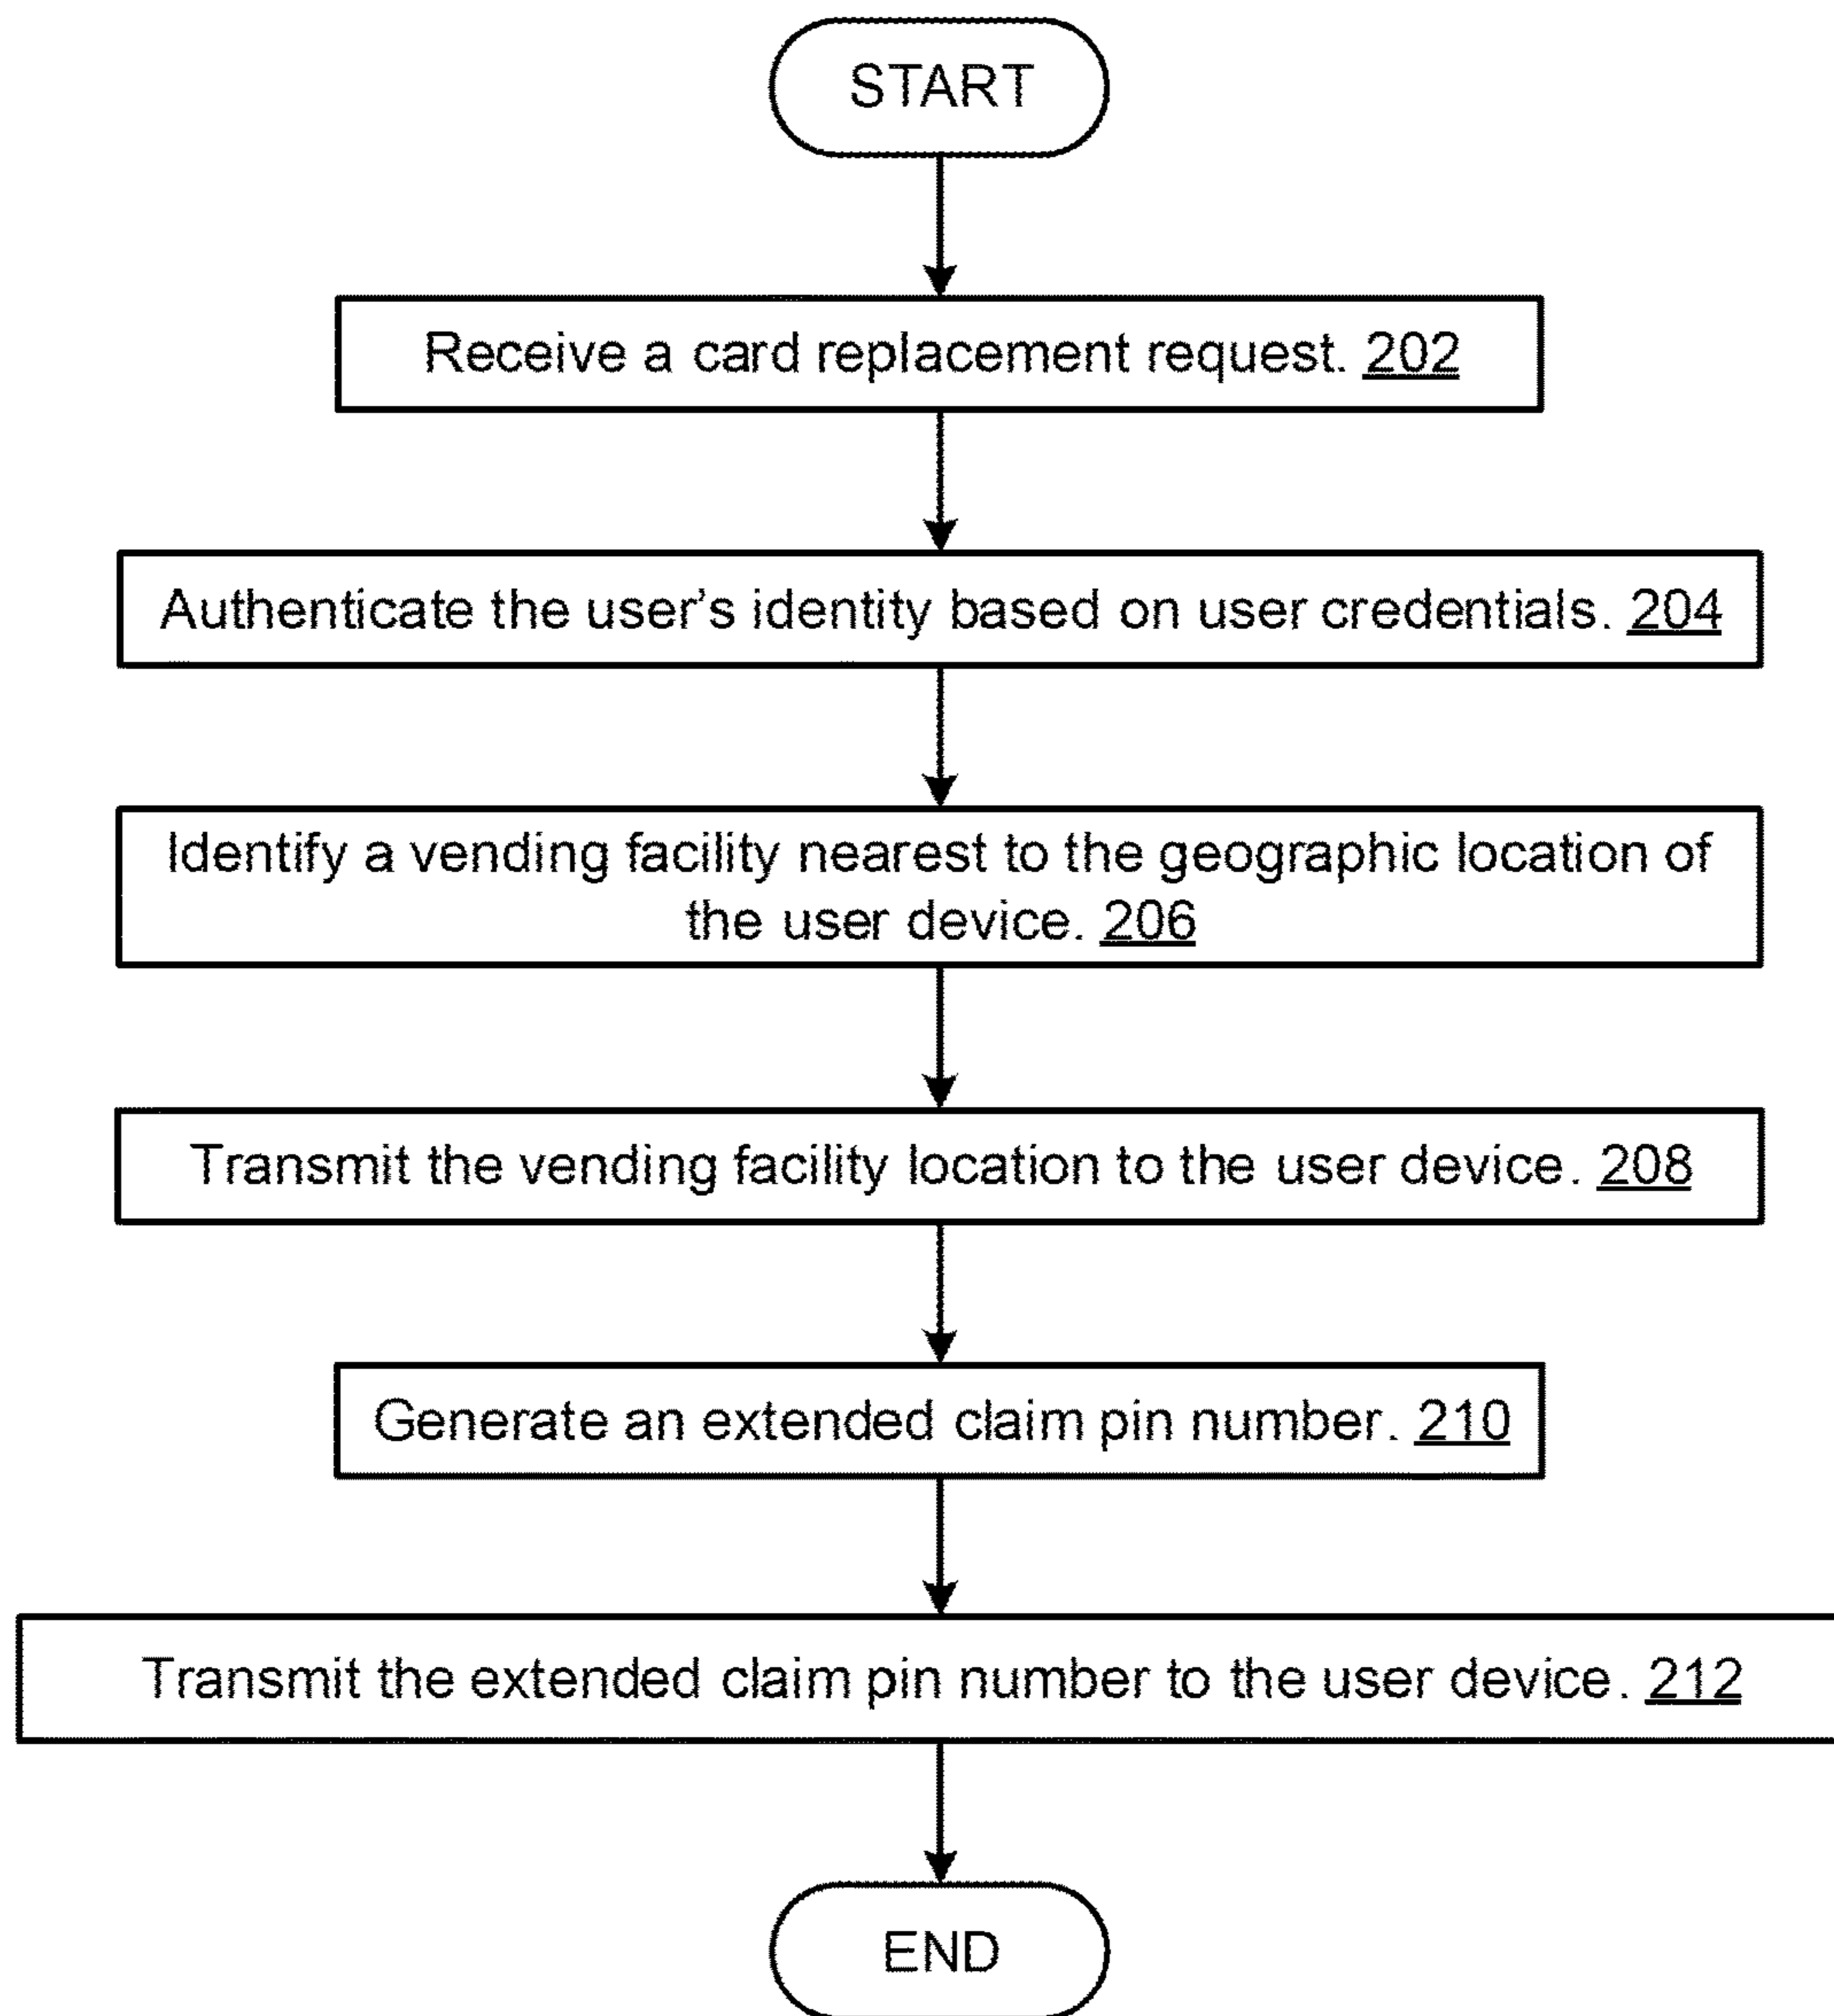 START
Receive a card replacement request. 202
Authenticate the user's identity based on user credentials. 204
Identify a vending facility nearest to the geographic location of
the user device. 206
Transmit the vending facility location to the user device. 208
Generate an extended claim pin number. 210
Transmit the extended claim pin number to the user device. 212
END